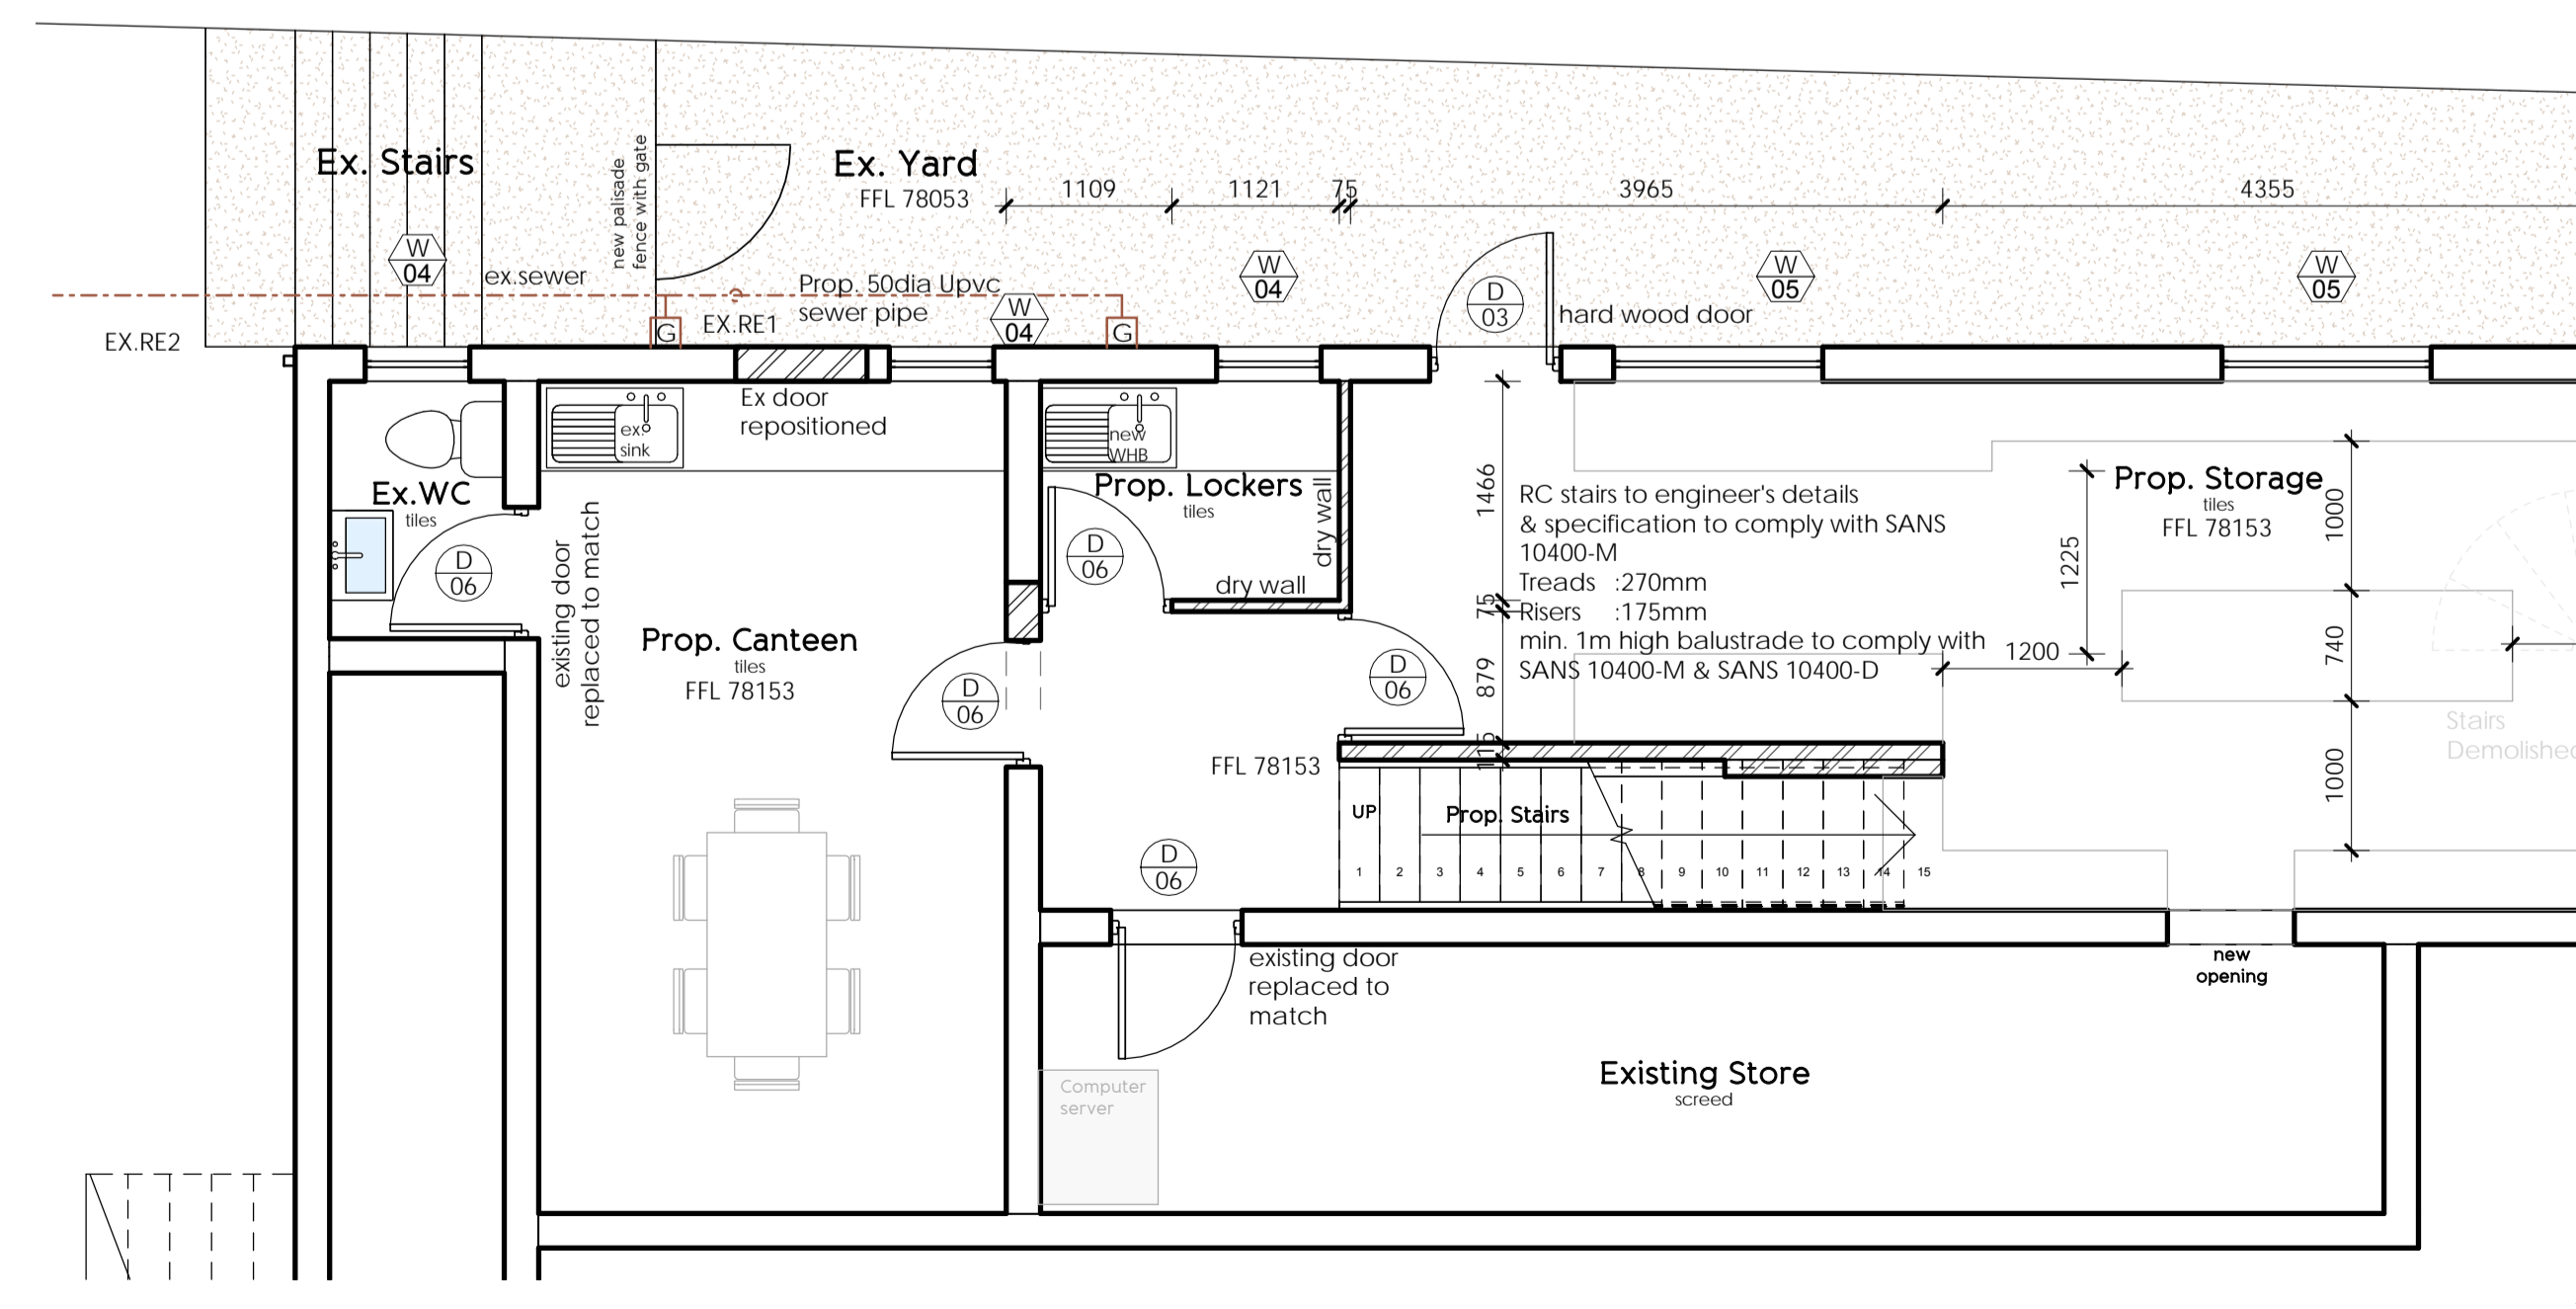 Ex. Stairs
new palisade
fence with gate
Ex. Yard
FFL 78053
1109
1121
75
3965
4355
W
04
ex.sewer
Prop. 50dia Upvc
sewer pipe
W
04
W
04
D
03
hard wood door
W
05
W
05
EX.RE2
G
EX.RE1
G
Ex door
repositioned
ex.
sink
new
WHB
Ex.WC
tiles
D
06
existing door
replaced to match
Prop. Lockers
tiles
dry wall
dry wall
D
06
1466
75
879
115
RC stairs to engineer's details
& specification to comply with SANS
10400-M
Treads :270mm
Risers :175mm
min. 1m high balustrade to comply with
SANS 10400-M & SANS 10400-D
Prop. Storage
tiles
FFL 78153
1000
1225
740
1200
1000
Stairs
Demolished
Prop. Canteen
tiles
FFL 78153
D
06
D
06
FFL 78153
UP
Prop. Stairs
1 2 3 4 5 6 7 8 9 10 11 12 13 14 15
D
06
existing door
replaced to
match
new
opening
Computer
server
Existing Store
screed